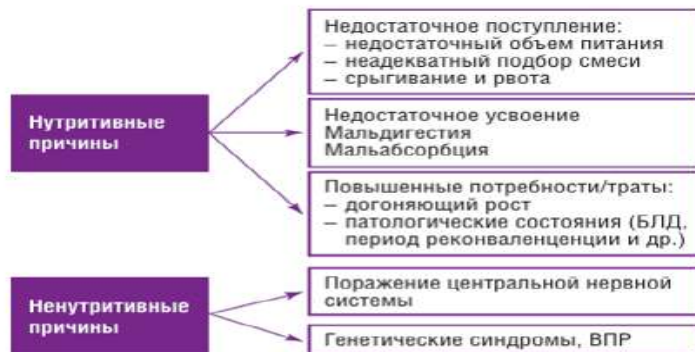 Нутритивные
причины
Недостаточное поступление:
– недостаточный объем питания
– неадекватный подбор смеси
– срыгивание и рвота
Недостаточное усвоение
Мальдигестия
Мальабсорбция
Повышенные потребности/траты:
– догоняющий рост
– патологические состояния (БЛД,
период реконваленценции и др.)
Ненутритивные
причины
Поражение центральной нервной
системы
Генетические синдромы, ВПР